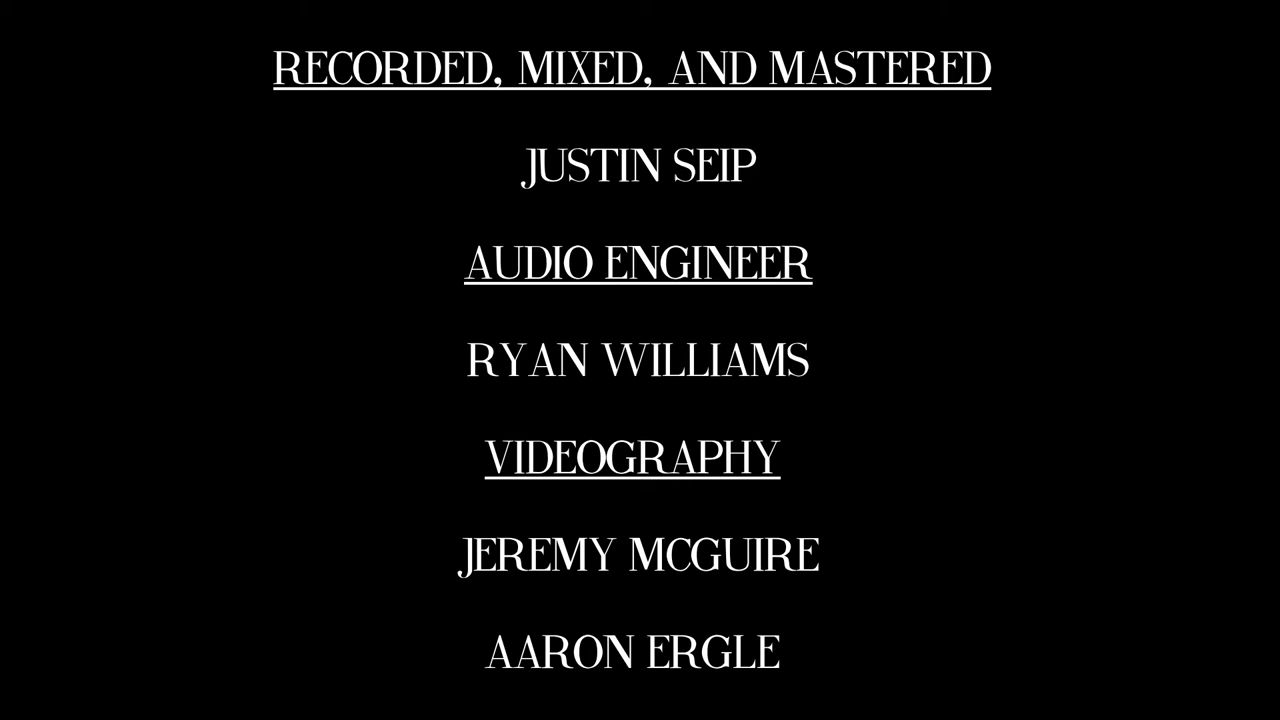 RECORDED, MIXED, AND MASTERED
JUSTIN SEIP
AUDIO ENGINEER
RYAN WILLIAMS
VIDEOGRAPHY
JEREMY MCGUIRE
AARON ERGLE